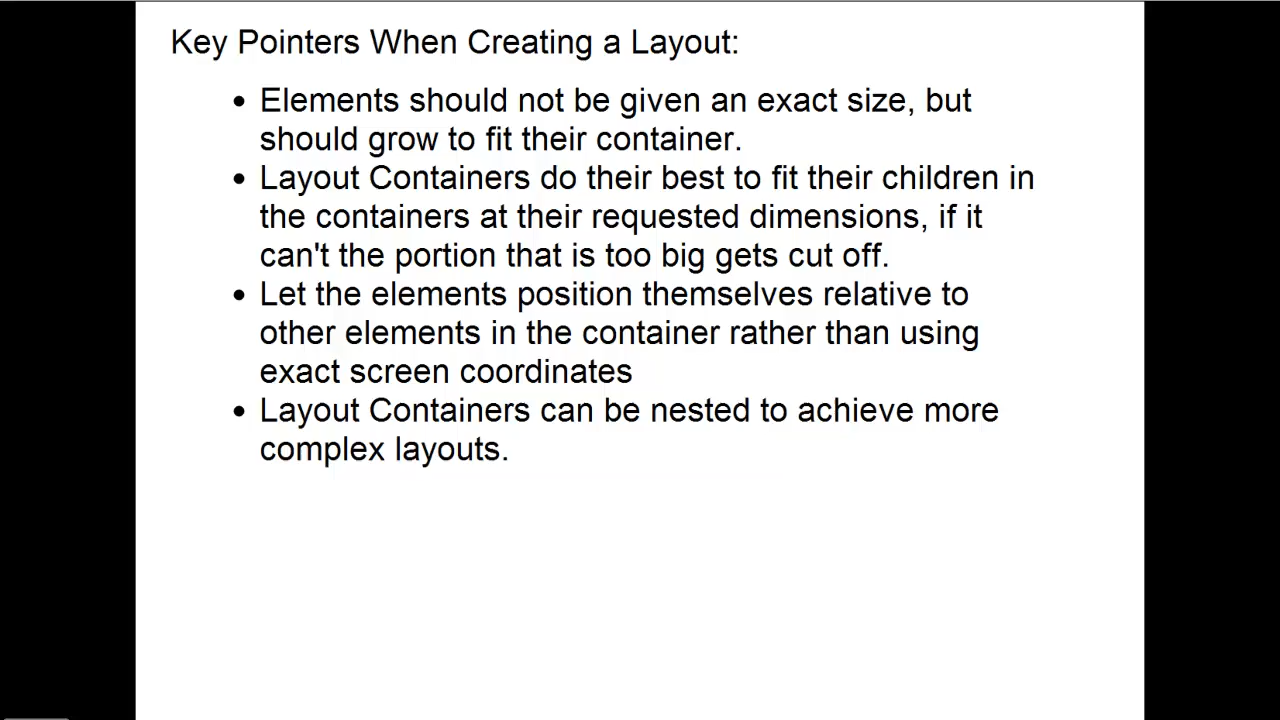 Key Pointers When Creating a Layout:
• Elements should not be given an exact size, but
should grow to fit their container.
• Layout Containers do their best to fit their children in
the containers at their requested dimensions, if it
can't the portion that is too big gets cut off.
• Let the elements position themselves relative to
other elements in the container rather than using
exact screen coordinates
• Layout Containers can be nested to achieve more
complex layouts.